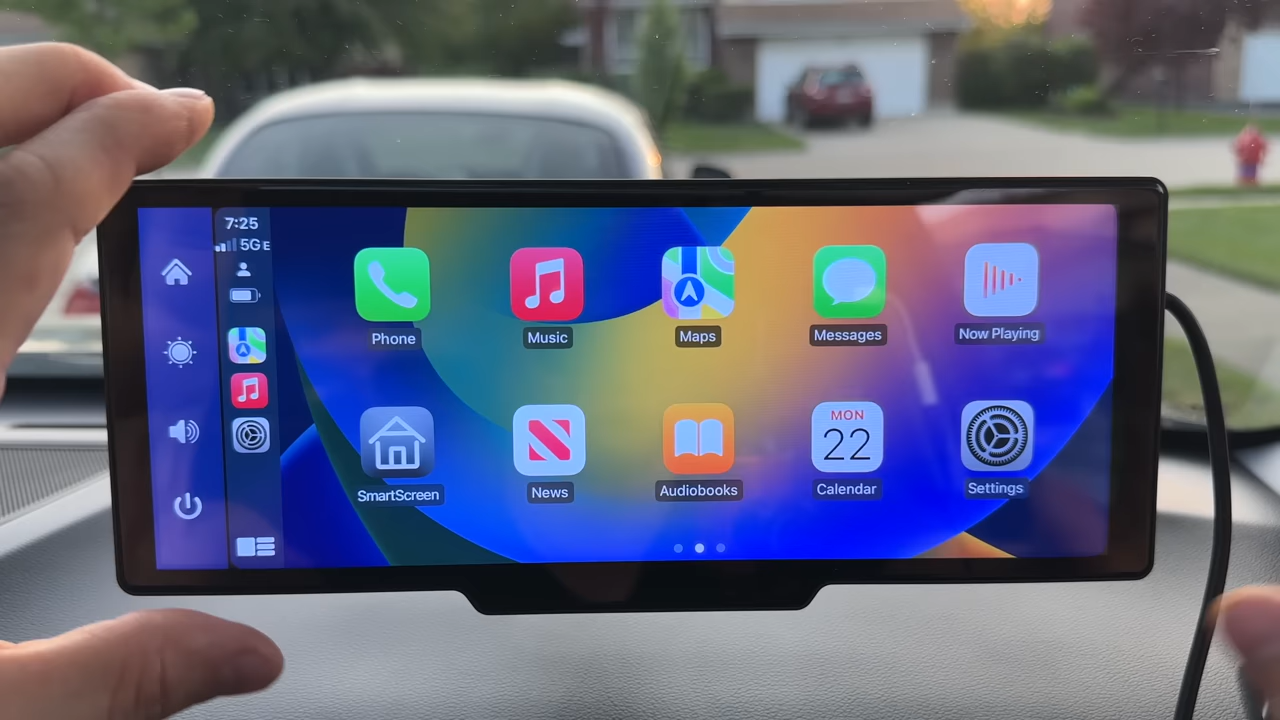 7:25
5G E
Phone
Music
Maps
Messages
Now Playing
MON
22
SmartScreen
News
Audiobooks
Calendar
Settings